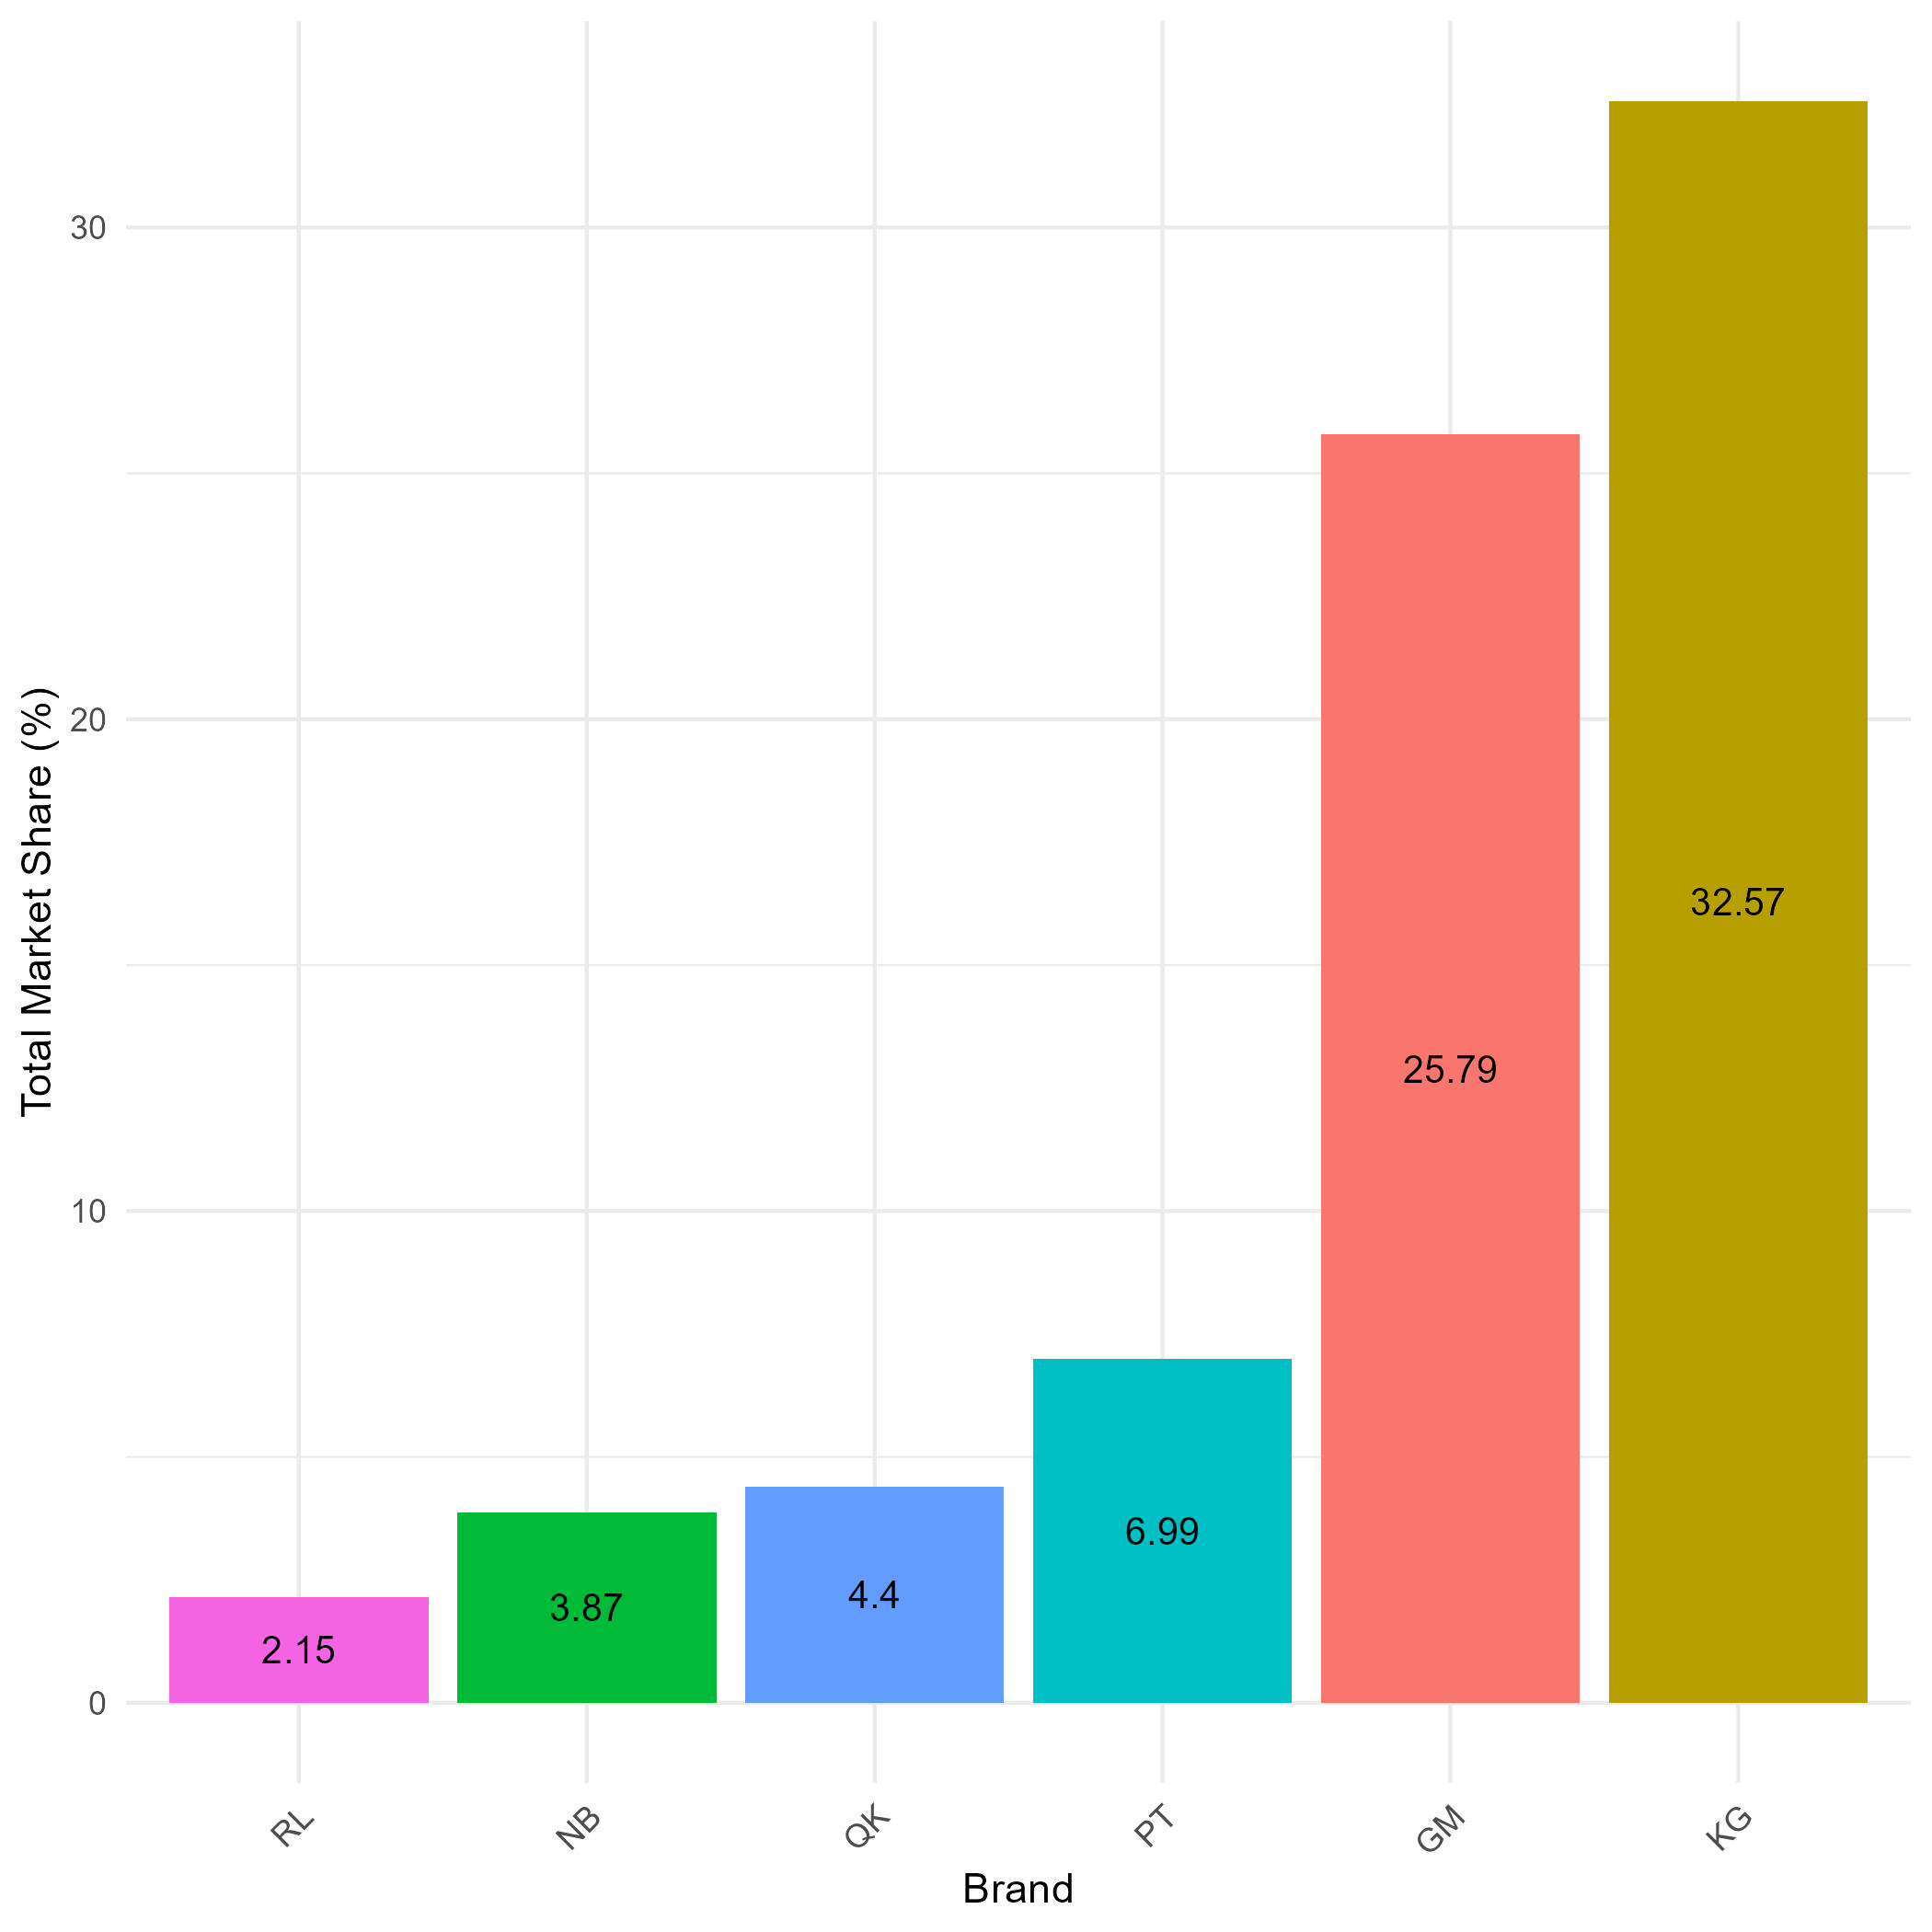 30
20
10
0
Total Market Share (%)
2.15
3.87
4.4
6.99
25.79
32.57
RL
NB
QK
PT
GM
KG
Brand